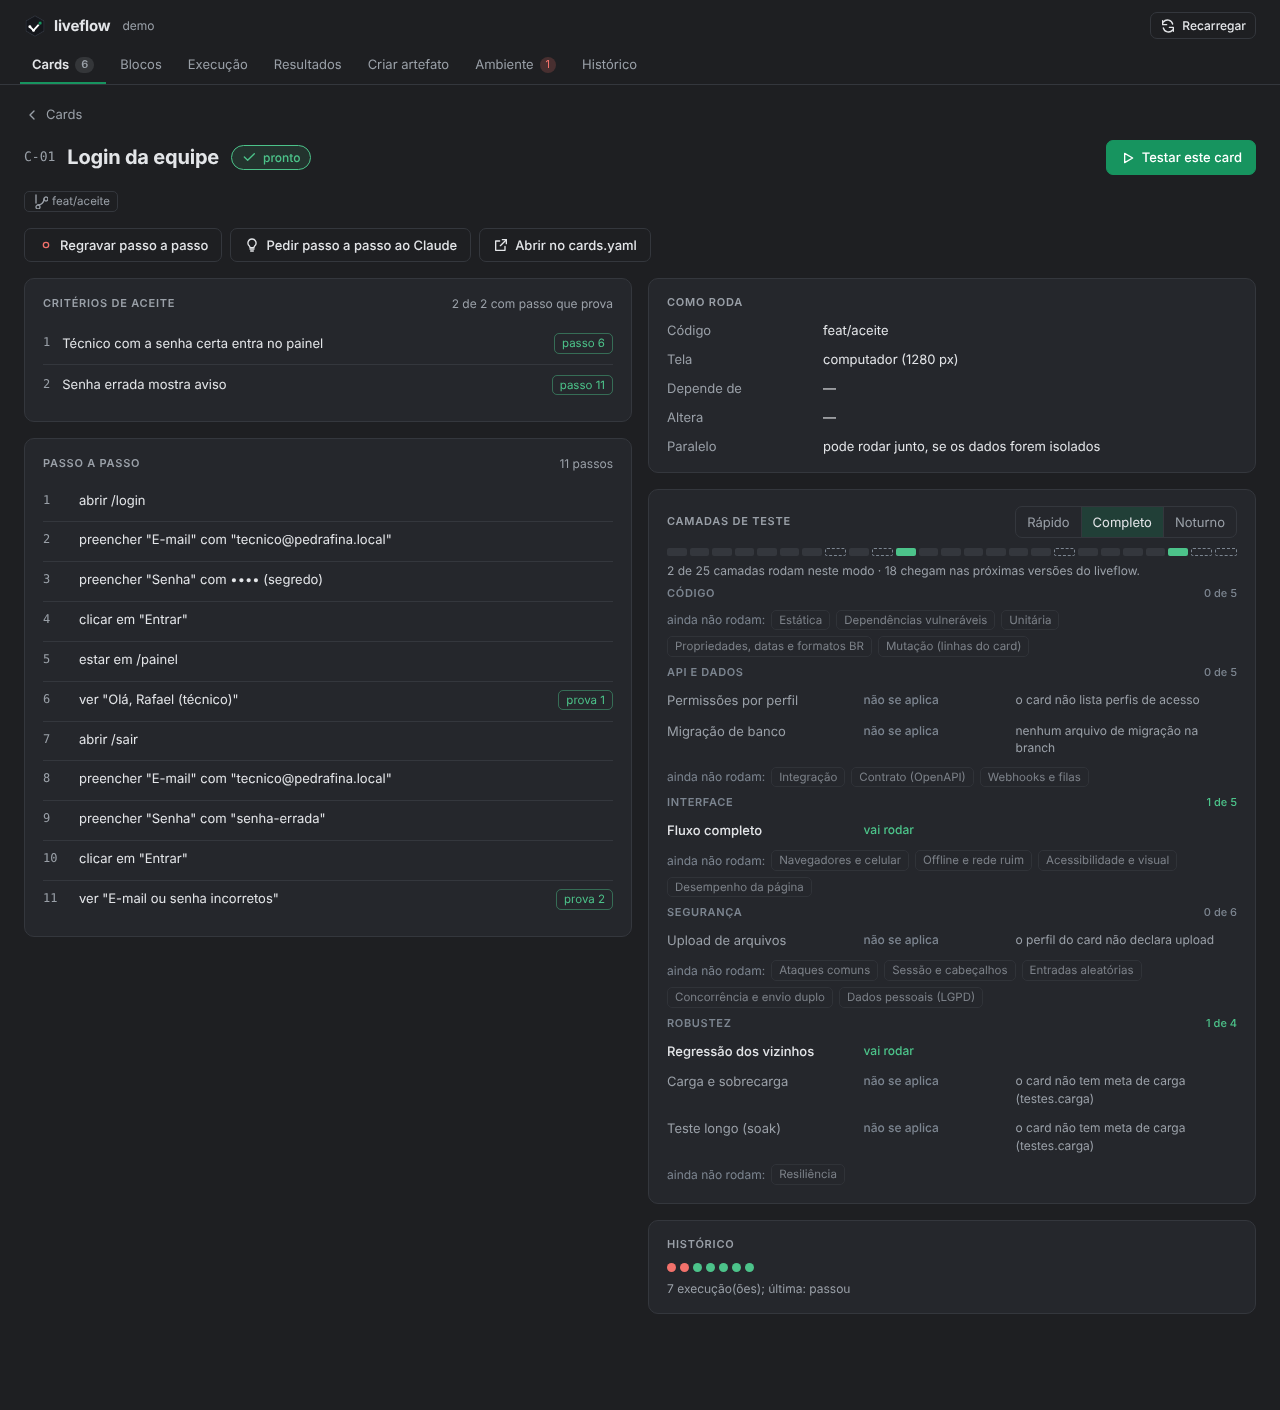 liveflow demo
Recarregar
Cards 6 Blocos Execução Resultados Criar artefato Ambiente 1 Histórico
Cards
C-01 Login da equipe pronto
Testar este card
feat/aceite
Regravar passo a passo Pedir passo a passo ao Claude Abrir no cards.yaml
CRITÉRIOS DE ACEITE 2 de 2 com passo que prova
1 Técnico com a senha certa entra no painel passo 6
2 Senha errada mostra aviso passo 11
PASSO A PASSO 11 passos
1 abrir /login
2 preencher "E-mail" com "tecnico@pedrafina.local"
3 preencher "Senha" com •••• (segredo)
4 clicar em "Entrar"
5 estar em /painel
6 ver "Olá, Rafael (técnico)" prova 1
7 abrir /sair
8 preencher "E-mail" com "tecnico@pedrafina.local"
9 preencher "Senha" com "senha-errada"
10 clicar em "Entrar"
11 ver "E-mail ou senha incorretos" prova 2
COMO RODA
Código feat/aceite
Tela computador (1280 px)
Depende de —
Altera —
Paralelo pode rodar junto, se os dados forem isolados
CAMADAS DE TESTE Rápido Completo Noturno
2 de 25 camadas rodam neste modo · 18 chegam nas próximas versões do liveflow.
CÓDIGO 0 de 5
ainda não rodam: Estática Dependências vulneráveis Unitária
Propriedades, datas e formatos BR Mutação (linhas do card)
API E DADOS 0 de 5
Permissões por perfil não se aplica o card não lista perfis de acesso
Migração de banco não se aplica nenhum arquivo de migração na
branch
ainda não rodam: Integração Contrato (OpenAPI) Webhooks e filas
INTERFACE 1 de 5
Fluxo completo vai rodar
ainda não rodam: Navegadores e celular Offline e rede ruim Acessibilidade e visual
Desempenho da página
SEGURANÇA 0 de 6
Upload de arquivos não se aplica o perfil do card não declara upload
ainda não rodam: Ataques comuns Sessão e cabeçalhos Entradas aleatórias
Concorrência e envio duplo Dados pessoais (LGPD)
ROBUSTEZ 1 de 4
Regressão dos vizinhos vai rodar
Carga e sobrecarga não se aplica o card não tem meta de carga
(testes.carga)
Teste longo (soak) não se aplica o card não tem meta de carga
(testes.carga)
ainda não rodam: Resiliência
HISTÓRICO
7 execução(ões); última: passou